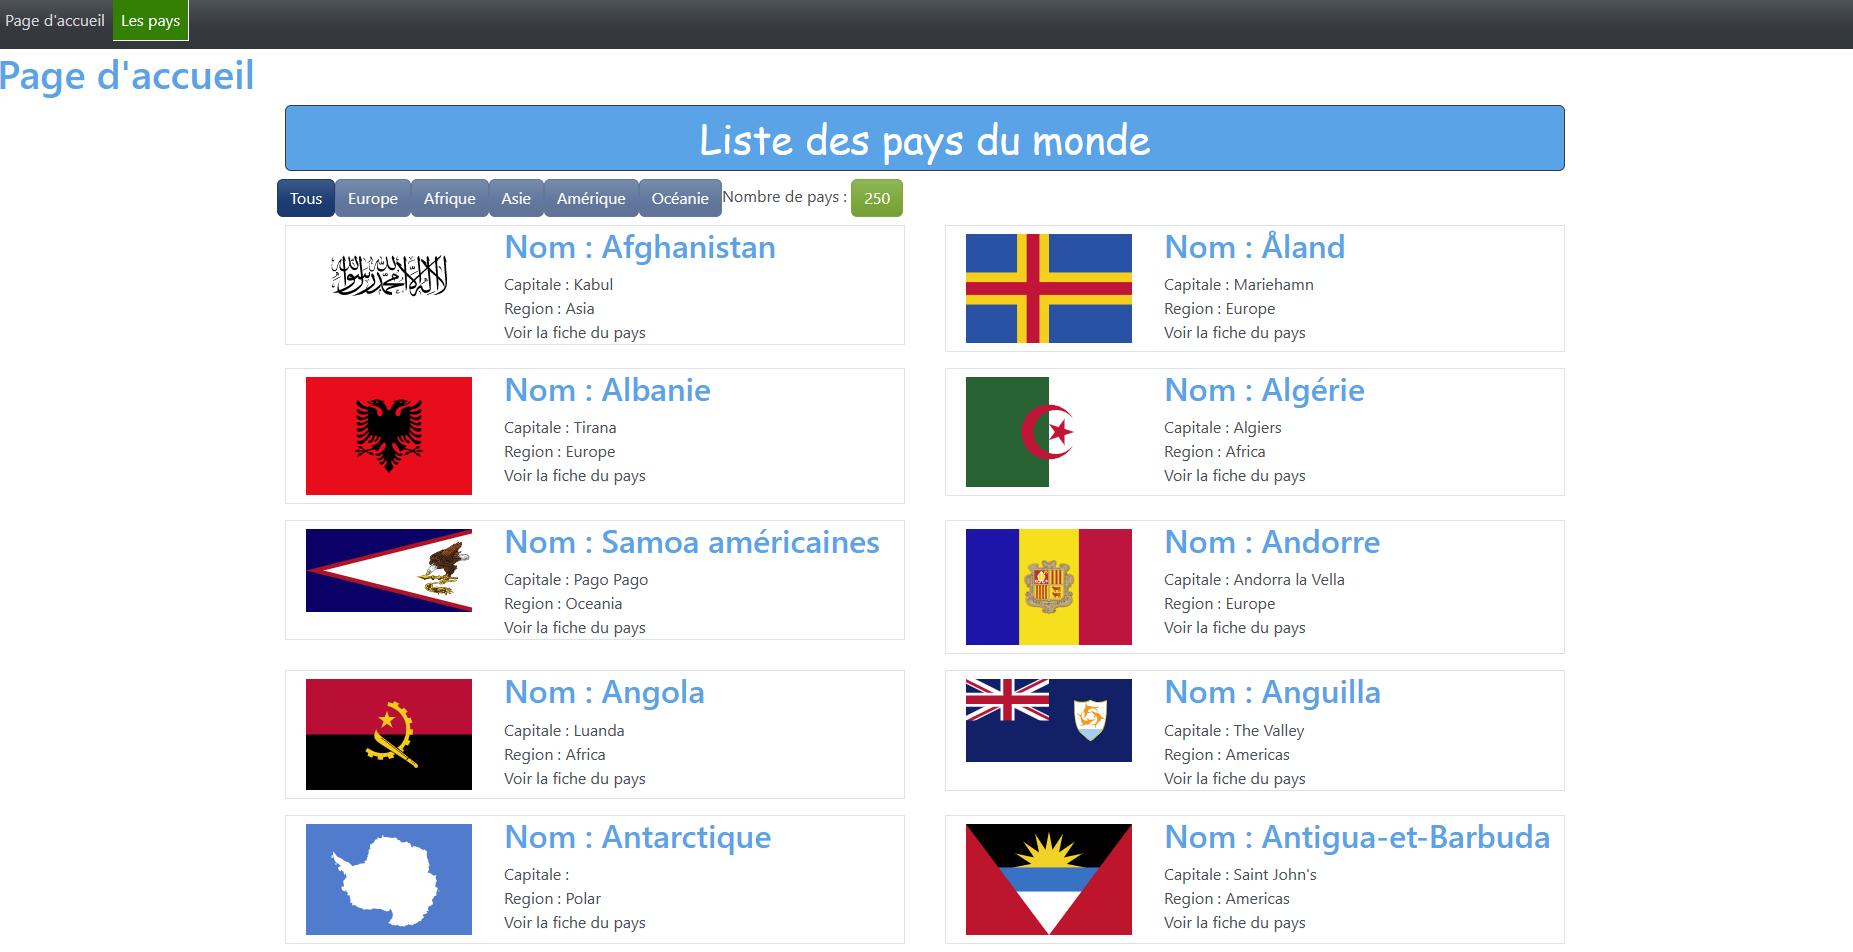 Page d'accueil Les pays
Page d'accueil
Liste des pays du monde
Tous Europe Afrique Asie Amérique Océanie Nombre de pays : 250
لا إله إلا الله محمد رسول الله
Nom : Afghanistan
Capitale : Kabul
Region : Asia
Voir la fiche du pays
Nom : Åland
Capitale : Mariehamn
Region : Europe
Voir la fiche du pays
Nom : Albanie
Capitale : Tirana
Region : Europe
Voir la fiche du pays
Nom : Algérie
Capitale : Algiers
Region : Africa
Voir la fiche du pays
Nom : Samoa américaines
Capitale : Pago Pago
Region : Oceania
Voir la fiche du pays
Nom : Andorre
Capitale : Andorra la Vella
Region : Europe
Voir la fiche du pays
Nom : Angola
Capitale : Luanda
Region : Africa
Voir la fiche du pays
Nom : Anguilla
Capitale : The Valley
Region : Americas
Voir la fiche du pays
Nom : Antarctique
Capitale :
Region : Polar
Voir la fiche du pays
Nom : Antigua-et-Barbuda
Capitale : Saint John's
Region : Americas
Voir la fiche du pays